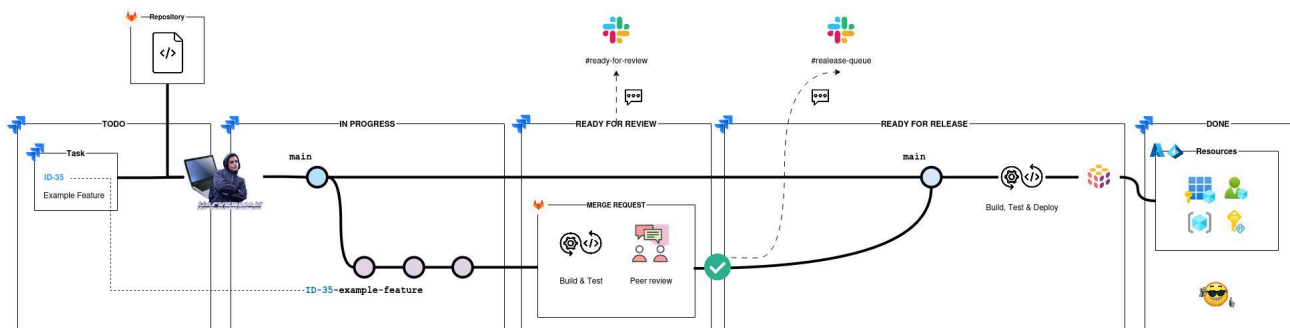 Repository
#ready-for-review
#realease-queue
TODO
IN PROGRESS
READY FOR REVIEW
READY FOR RELEASE
DONE
Task
ID-35
Example Feature
main
main
Resources
Build, Test & Deploy
MERGE REQUEST
Build & Test
Peer review
ID-35-example-feature